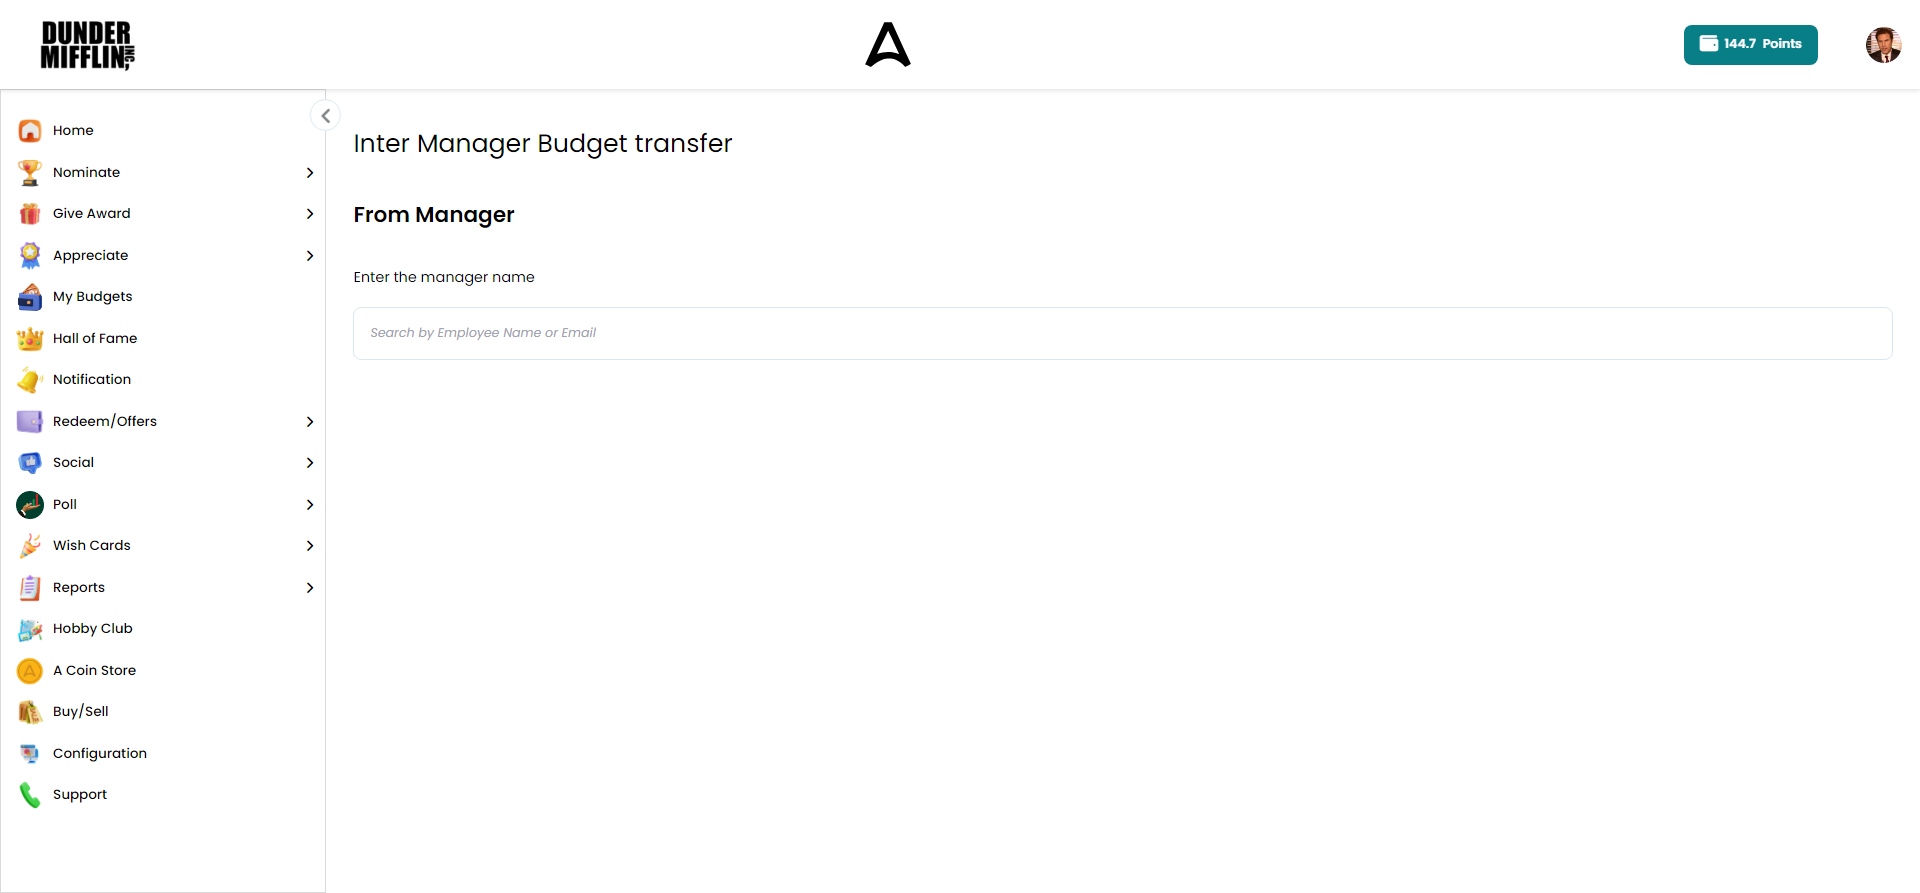 DUNDER
MIFFLIN INC,
144.7 Points
Home
Nominate
Give Award
Appreciate
My Budgets
Hall of Fame
Notification
Redeem/Offers
Social
Poll
Wish Cards
Reports
Hobby Club
A Coin Store
Buy/Sell
Configuration
Support
Inter Manager Budget transfer
From Manager
Enter the manager name
Search by Employee Name or Email